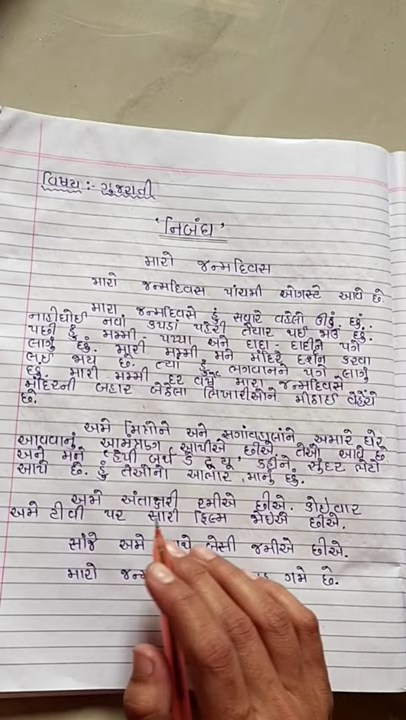 વિષય :- ગુજરાતી
'નિબંધ'
મારો જન્મદિવસ
મારો જન્મદિવસ પાંચમી ઓગસ્ટે આવે છે
મારા જન્મદિવસે હું સવારે વહેલો ઊઠું છું.
નાહીધોઈ નવાં કપડાં પહેરી તૈયાર થઈ જાઉં છું.
પછી હું મમ્મી - પપ્પા અને દાદા - દાદીને પગે
લાગું છું. મારી મમ્મી મને મંદિરે દર્શન કરવા
લઈ જાય છે. ત્યાં હું ભગવાનને પગે લાગું
છું. મારી મમ્મી દર વર્ષે મારા જન્મદિવસે
મંદિરની બહાર બેઠેલા ભિખારીઓને મીઠાઈ વહેંચે
છે.
અમે મિત્રોને અને સગાંવહાલાંને અમારે ઘેર
આવવાનું આમંત્રણ આપીએ છીએ. તેઓ આવે છે
અને મને 'હેપી બર્થ ડે ટુ યૂ' કહીને સુંદર ભેટો
આપે છે. હું તેઓનો આભાર માનું છું.
અમે અંતાક્ષરી રમીએ છીએ. કોઈવાર
અમે ટીવી પર સારી ફિલ્મ જોઈએ છીએ.
સાંજે અમે બેસી જમીએ છીએ.
મારો ગમે છે.